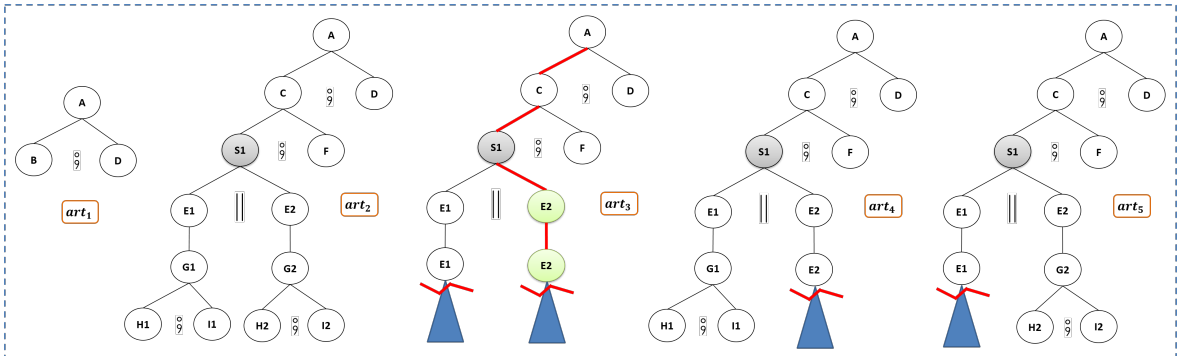 A
B ⨟ D
art₁
A
C ⨟ D
S1 ⨟ F
E1 || E2
art₂
G1 G2
H1 ⨟ I1 H2 ⨟ I2
A
C ⨟ D
S1 ⨟ F
E1 || E2
art₃
E1 E2
A
C ⨟ D
S1 ⨟ F
E1 || E2
art₄
G1 E2
H1 ⨟ I1
A
C ⨟ D
S1 ⨟ F
E1 || E2
art₅
E1 G2
H2 ⨟ I2